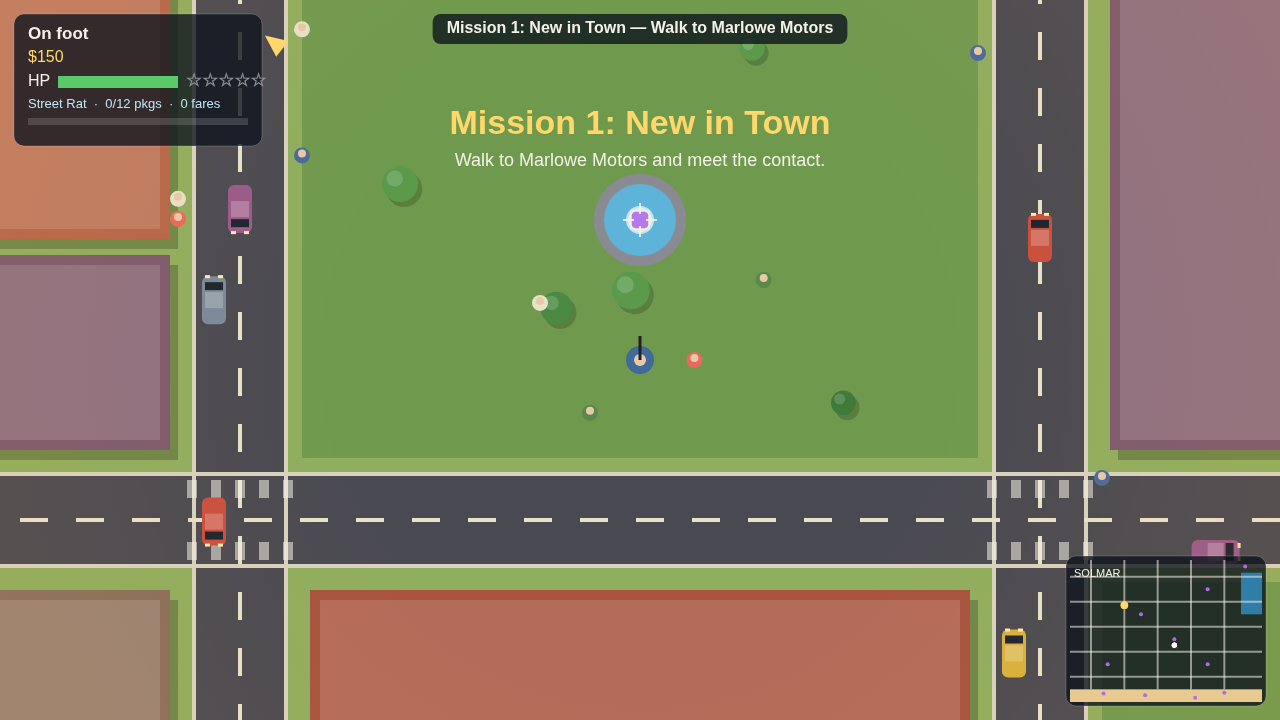 Mission 1: New in Town — Walk to Marlowe Motors
On foot
$150
HP ☆☆☆☆☆
Street Rat · 0/12 pkgs · 0 fares
Mission 1: New in Town
Walk to Marlowe Motors and meet the contact.
SOLMAR